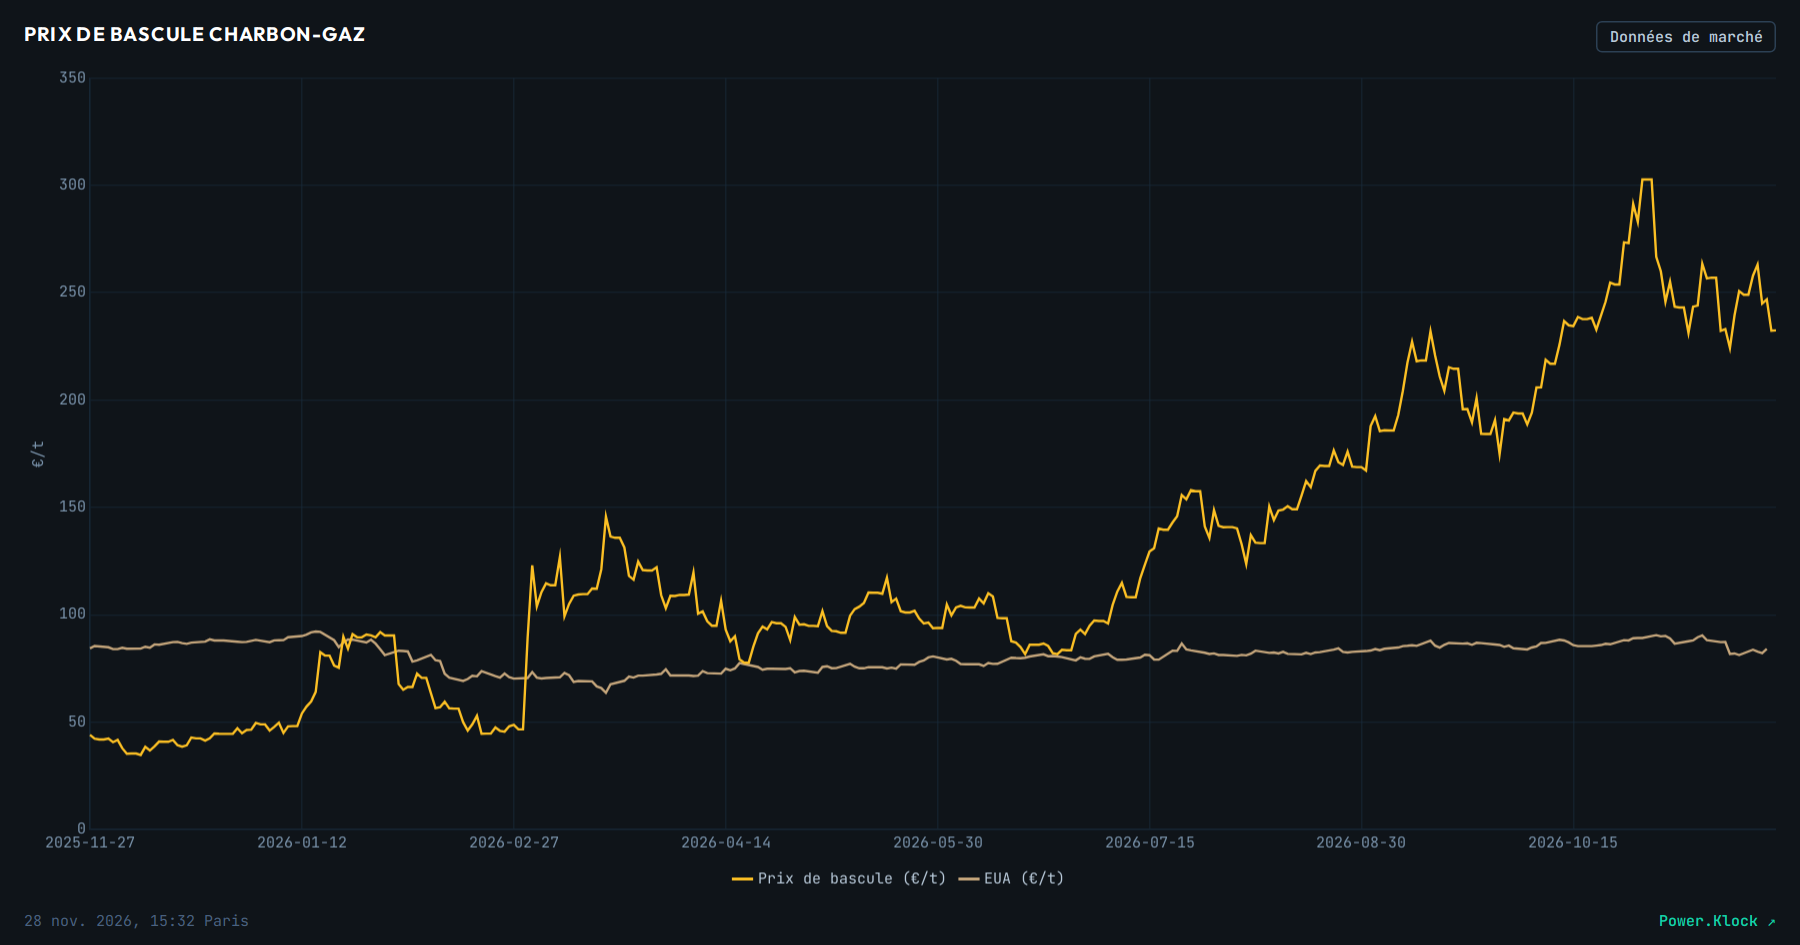 PRIX DE BASCULE CHARBON-GAZ
Données de marché
350
300
250
200
150
100
50
0
€/t
2025-11-27
2026-01-12
2026-02-27
2026-04-14
2026-05-30
2026-07-15
2026-08-30
2026-10-15
Prix de bascule (€/t)
EUA (€/t)
28 nov. 2026, 15:32 Paris
Power.Klock ↗